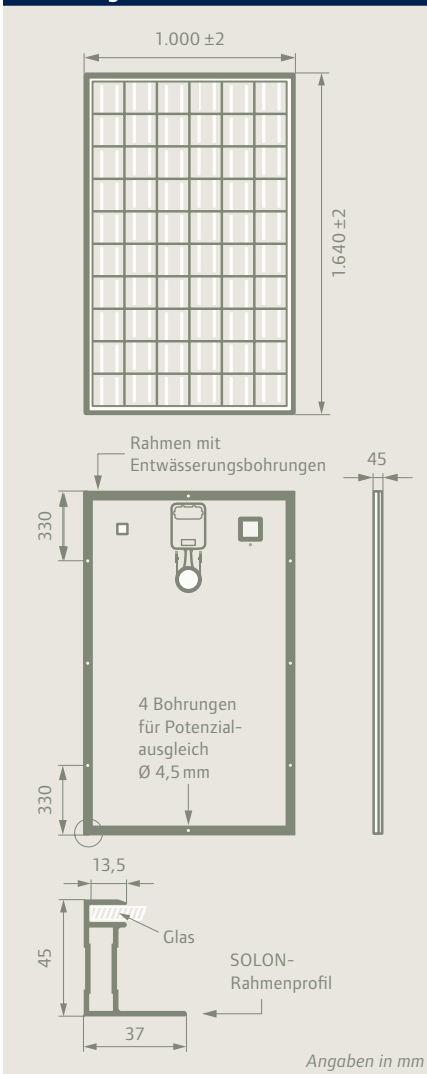 1.000 ±2
1.640 ±2
Rahmen mit
Entwässerungsbohrungen
45
330
4 Bohrungen
für Potenzial-
ausgleich
Ø 4,5 mm
330
13,5
Glas
45
SOLON-
Rahmenprofil
37
Angaben in mm